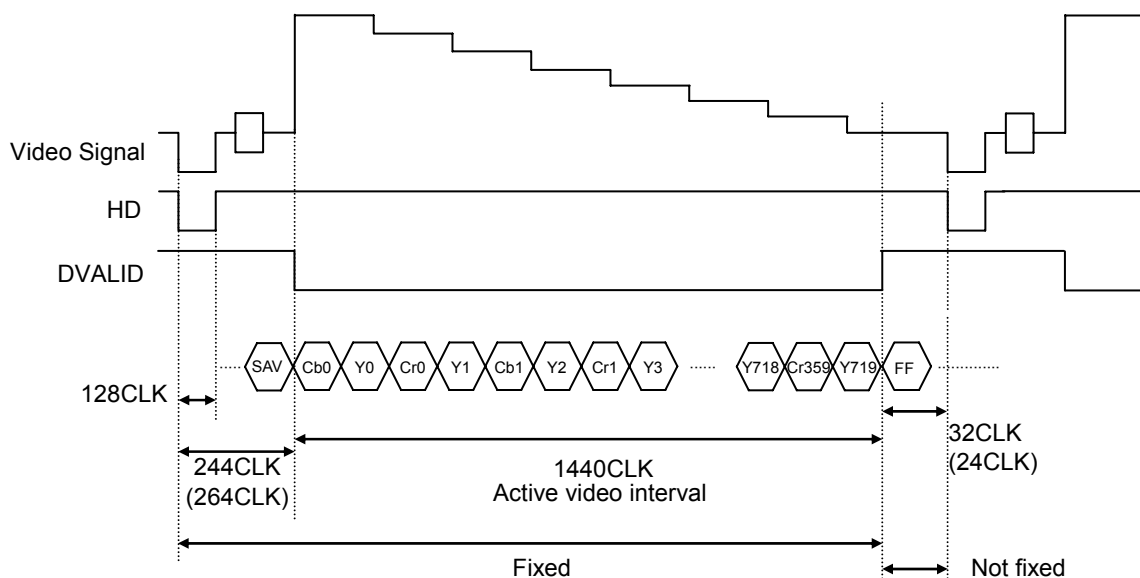 Video Signal
HD
DVALID
SAV Cb0 Y0 Cr0 Y1 Cb1 Y2 Cr1 Y3 Y718 Cr359 Y719 FF
128CLK
244CLK
(264CLK)
1440CLK
Active video interval
32CLK
(24CLK)
Fixed
Not fixed